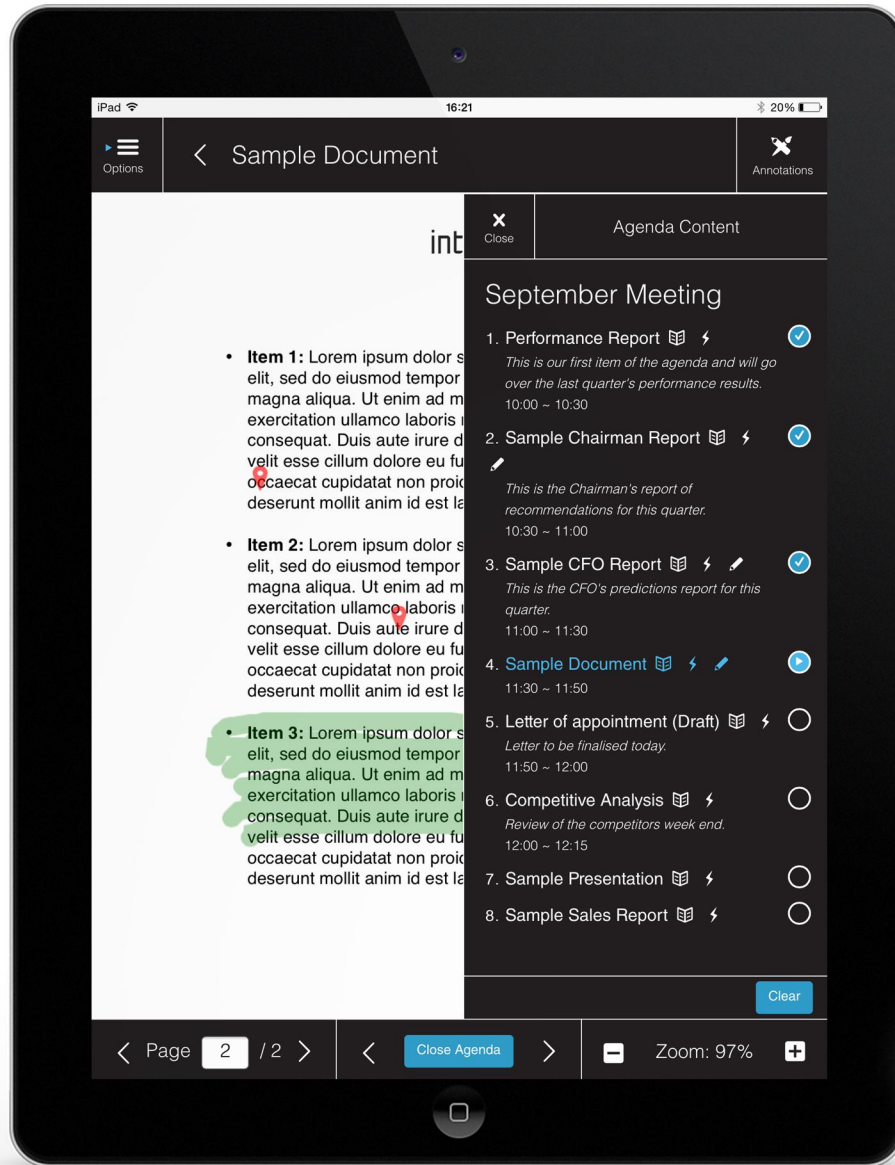 iPad
16:21
20%
Options
Sample Document
Annotations
int
• Item 1: Lorem ipsum dolor s
elit, sed do eiusmod tempor
magna aliqua. Ut enim ad m
exercitation ullamco laboris
consequat. Duis aute irure d
velit esse cillum dolore eu fu
occaecat cupidatat non proid
deserunt mollit anim id est la
• Item 2: Lorem ipsum dolor s
elit, sed do eiusmod tempor
magna aliqua. Ut enim ad m
exercitation ullamco laboris
consequat. Duis aute irure d
velit esse cillum dolore eu fu
occaecat cupidatat non proid
deserunt mollit anim id est la
• Item 3: Lorem ipsum dolor s
elit, sed do eiusmod tempor
magna aliqua. Ut enim ad m
exercitation ullamco laboris
consequat. Duis aute irure d
velit esse cillum dolore eu fu
occaecat cupidatat non proid
deserunt mollit anim id est la
Close
Agenda Content
September Meeting
1. Performance Report
This is our first item of the agenda and will go
over the last quarter's performance results.
10:00 ~ 10:30
2. Sample Chairman Report
This is the Chairman's report of
recommendations for this quarter.
10:30 ~ 11:00
3. Sample CFO Report
This is the CFO's predictions report for this
quarter.
11:00 ~ 11:30
4. Sample Document
11:30 ~ 11:50
5. Letter of appointment (Draft)
Letter to be finalised today.
11:50 ~ 12:00
6. Competitive Analysis
Review of the competitors week end.
12:00 ~ 12:15
7. Sample Presentation
8. Sample Sales Report
Clear
Page 2 / 2
Close Agenda
Zoom: 97%